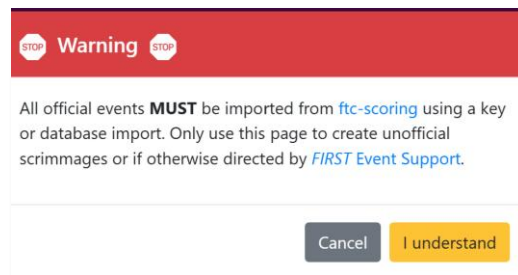 STOP Warning STOP
All official events MUST be imported from ftc-scoring using a key
or database import. Only use this page to create unofficial
scrimmages or if otherwise directed by FIRST Event Support.
Cancel I understand